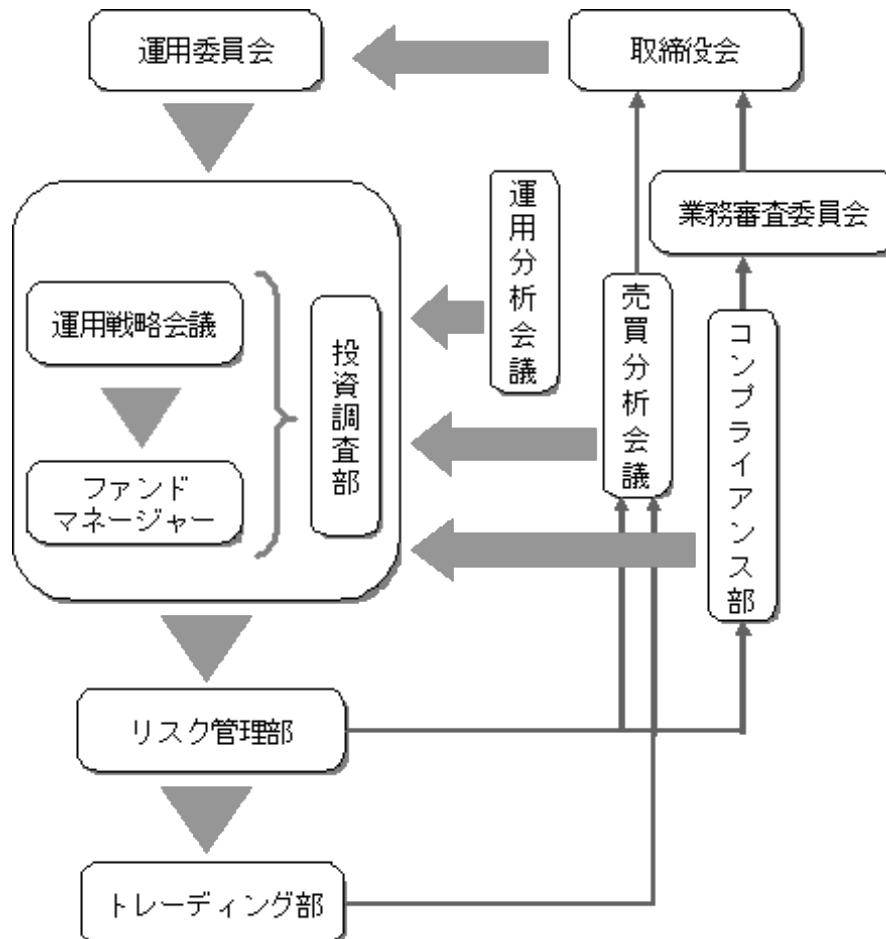 運用委員会
取締役会
運用分析会議
業務審査委員会
運用戦略会議
投資調査部
売買分析会議
コンプライアンス部
ファンド
マネージャー
リスク管理部
トレーディング部